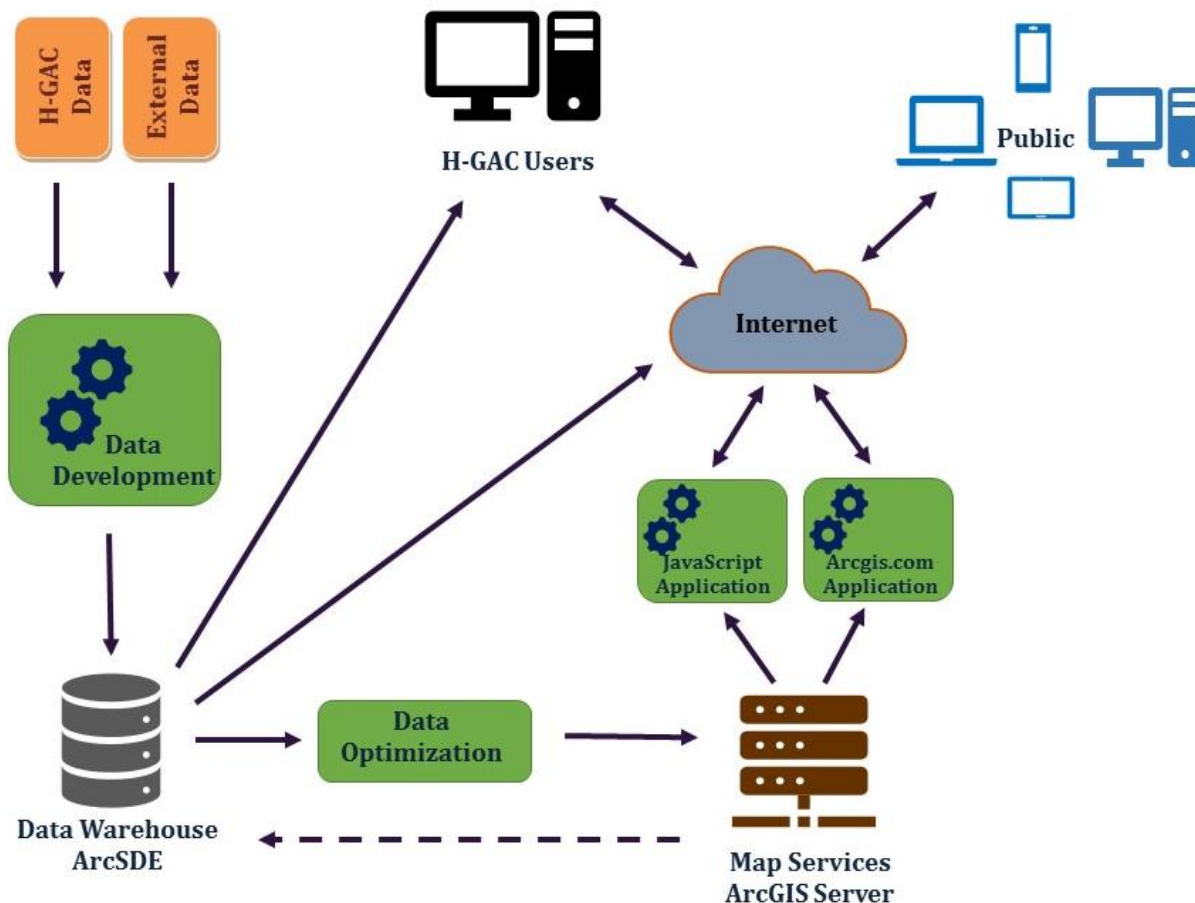 H-GAC
Data
External
Data
H-GAC Users
Public
Internet
Data
Development
JavaScript
Application
Arcgis.com
Application
Data
Optimization
Data Warehouse
ArcSDE
Map Services
ArcGIS Server